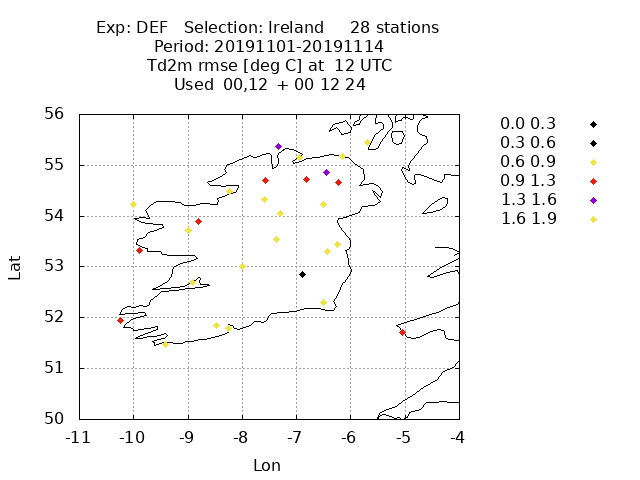 Exp: DEF Selection: Ireland 28 stations
Period: 20191101-20191114
Td2m rmse [deg C] at 12 UTC
Used 00,12 + 00 12 24
56
55
54
53
52
51
50
-11 -10 -9 -8 -7 -6 -5 -4
Lat
Lon
0.0 0.3
0.3 0.6
0.6 0.9
0.9 1.3
1.3 1.6
1.6 1.9